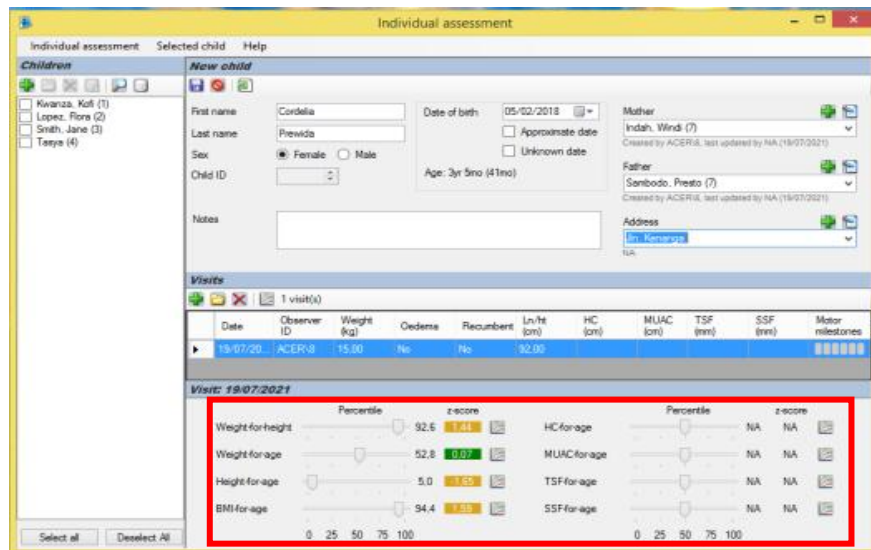 Individual assessment
Individual assessment Selected child Help
Children
Kwanza, Kofi (1)
Lopez, Flora (2)
Smith, Jane (3)
Tasya (4)
Select all Deselect All
New child
First name Cordelia
Last name Prewida
Sex Female Male
Child ID
Notes
Date of birth 05/02/2018
Approximate date
Unknown date
Age: 3yr 5mo (41mo)
Mother
Indah, Windi (7)
Created by ACER\8, last updated by NA (19/07/2021)
Father
Sambodo, Presto (7)
Created by ACER\8, last updated by NA (19/07/2021)
Address
Jln. Kenanga
NA
Visits
1 visit(s)
Date Observer ID Weight (kg) Oedema Recumbent Ln/ht (cm) HC (cm) MUAC (cm) TSF (mm) SSF (mm) Motor milestones
19/07/20... ACER\8 15.00 No No 92.00
Visit: 19/07/2021
Percentile z-score Percentile z-score
Weight-for-height 92.6 1.44 HC-for-age NA NA
Weight-for-age 52,8 0,07 MUAC-for-age NA NA
Height-for-age 5.0 -1.65 TSF-for-age NA NA
BMI-for-age 94.4 SSF-for-age NA NA
0 25 50 75 100 0 25 50 75 100